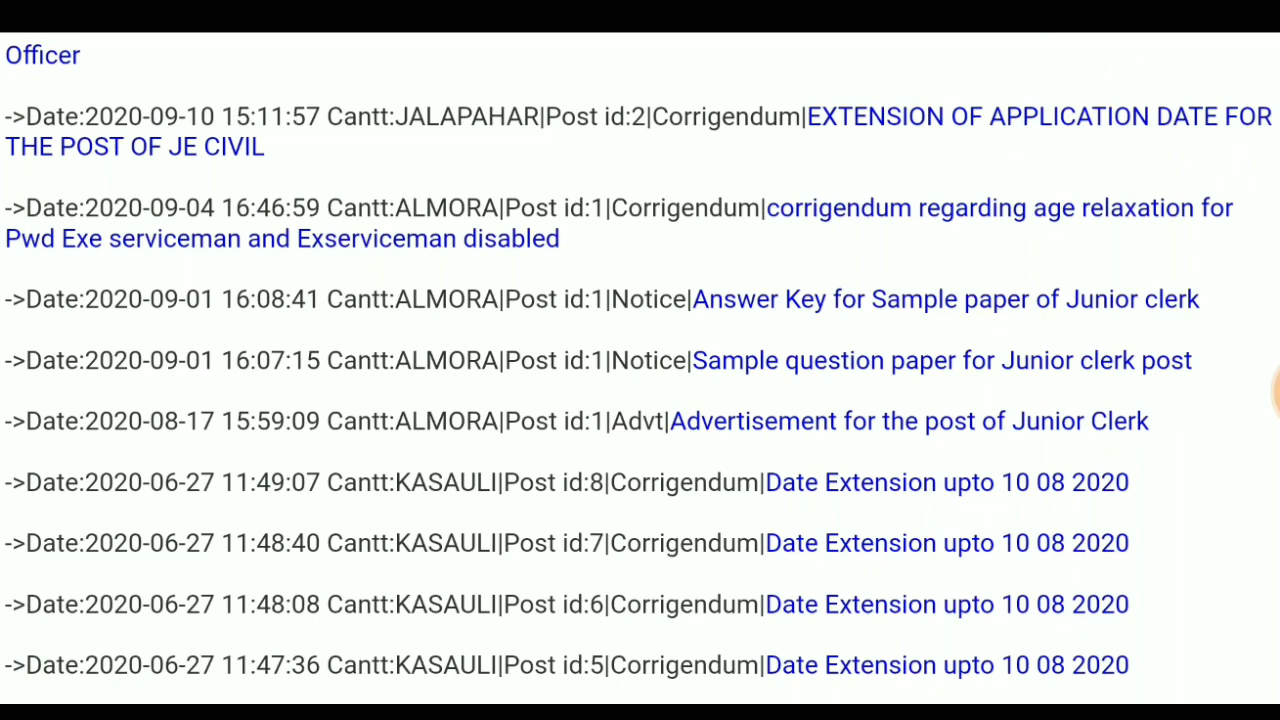 Officer
->Date:2020-09-10 15:11:57 Cantt:JALAPAHAR|Post id:2|Corrigendum|EXTENSION OF APPLICATION DATE FOR
THE POST OF JE CIVIL
->Date:2020-09-04 16:46:59 Cantt:ALMORA|Post id:1|Corrigendum|corrigendum regarding age relaxation for
Pwd Exe serviceman and Exserviceman disabled
->Date:2020-09-01 16:08:41 Cantt:ALMORA|Post id:1|Notice|Answer Key for Sample paper of Junior clerk
->Date:2020-09-01 16:07:15 Cantt:ALMORA|Post id:1|Notice|Sample question paper for Junior clerk post
->Date:2020-08-17 15:59:09 Cantt:ALMORA|Post id:1|Advt|Advertisement for the post of Junior Clerk
->Date:2020-06-27 11:49:07 Cantt:KASAULI|Post id:8|Corrigendum|Date Extension upto 10 08 2020
->Date:2020-06-27 11:48:40 Cantt:KASAULI|Post id:7|Corrigendum|Date Extension upto 10 08 2020
->Date:2020-06-27 11:48:08 Cantt:KASAULI|Post id:6|Corrigendum|Date Extension upto 10 08 2020
->Date:2020-06-27 11:47:36 Cantt:KASAULI|Post id:5|Corrigendum|Date Extension upto 10 08 2020